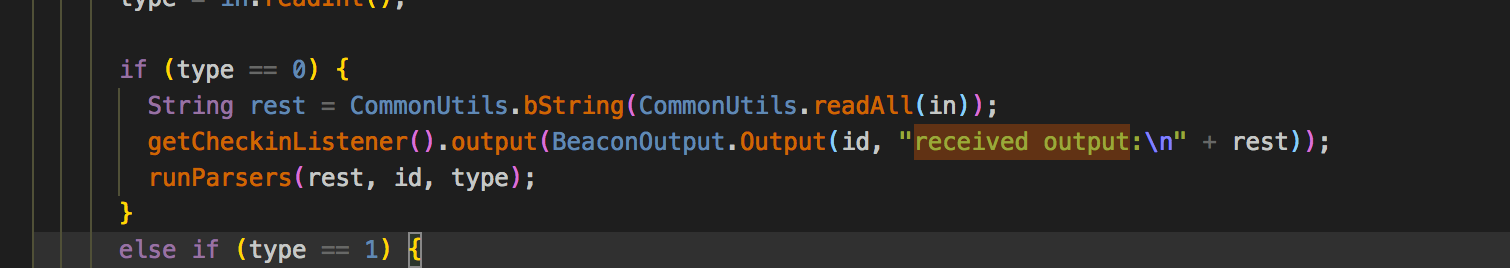 type = in.readInt();
if (type == 0) {
String rest = CommonUtils.bString(CommonUtils.readAll(in));
getCheckinListener().output(BeaconOutput.Output(id, "received output:\n" + rest));
runParsers(rest, id, type);
}
else if (type == 1) {